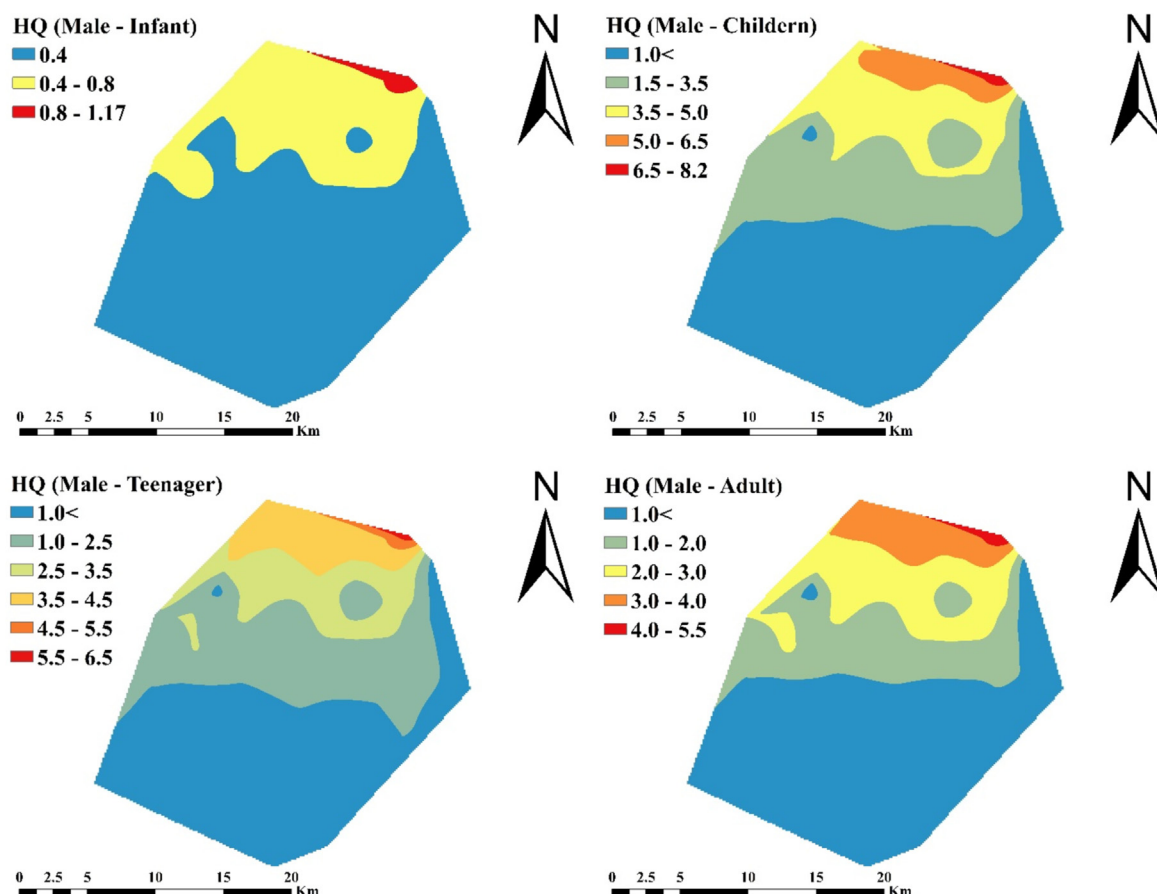 HQ (Male - Infant)
0.4
0.4 - 0.8
0.8 - 1.17
N
0 2.5 5 10 15 20
Km
HQ (Male - Childern)
1.0<
1.5 - 3.5
3.5 - 5.0
5.0 - 6.5
6.5 - 8.2
N
0 2.5 5 10 15 20
Km
HQ (Male - Teenager)
1.0<
1.0 - 2.5
2.5 - 3.5
3.5 - 4.5
4.5 - 5.5
5.5 - 6.5
N
0 2.5 5 10 15 20
Km
HQ (Male - Adult)
1.0<
1.0 - 2.0
2.0 - 3.0
3.0 - 4.0
4.0 - 5.5
N
0 2.5 5 10 15 20
Km